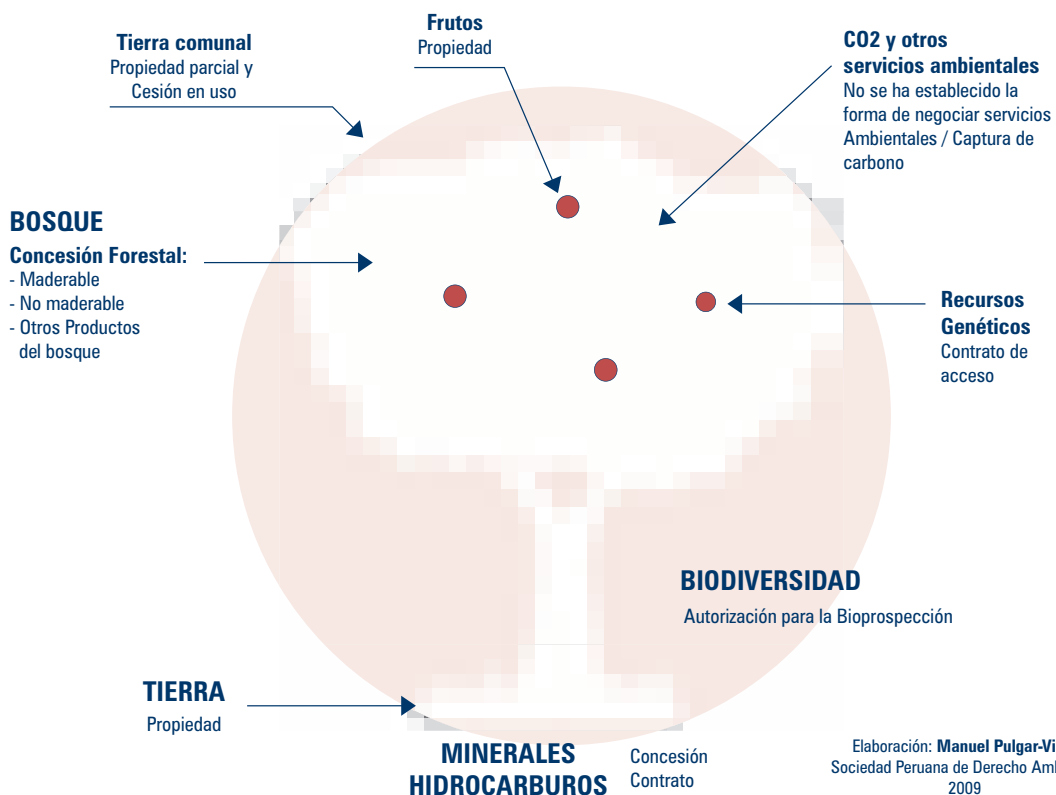 Tierra comunal
Propiedad parcial y
Cesión en uso
Frutos
Propiedad
CO2 y otros
servicios ambientales
No se ha establecido la
forma de negociar servicios
Ambientales / Captura de
carbono
BOSQUE
Concesión Forestal:
- Maderable
- No maderable
- Otros Productos
del bosque
Recursos
Genéticos
Contrato de
acceso
BIODIVERSIDAD
Autorización para la Bioprospección
TIERRA
Propiedad
MINERALES
HIDROCARBUROS
Concesión
Contrato
Elaboración: Manuel Pulgar-Vi
Sociedad Peruana de Derecho Am
2009